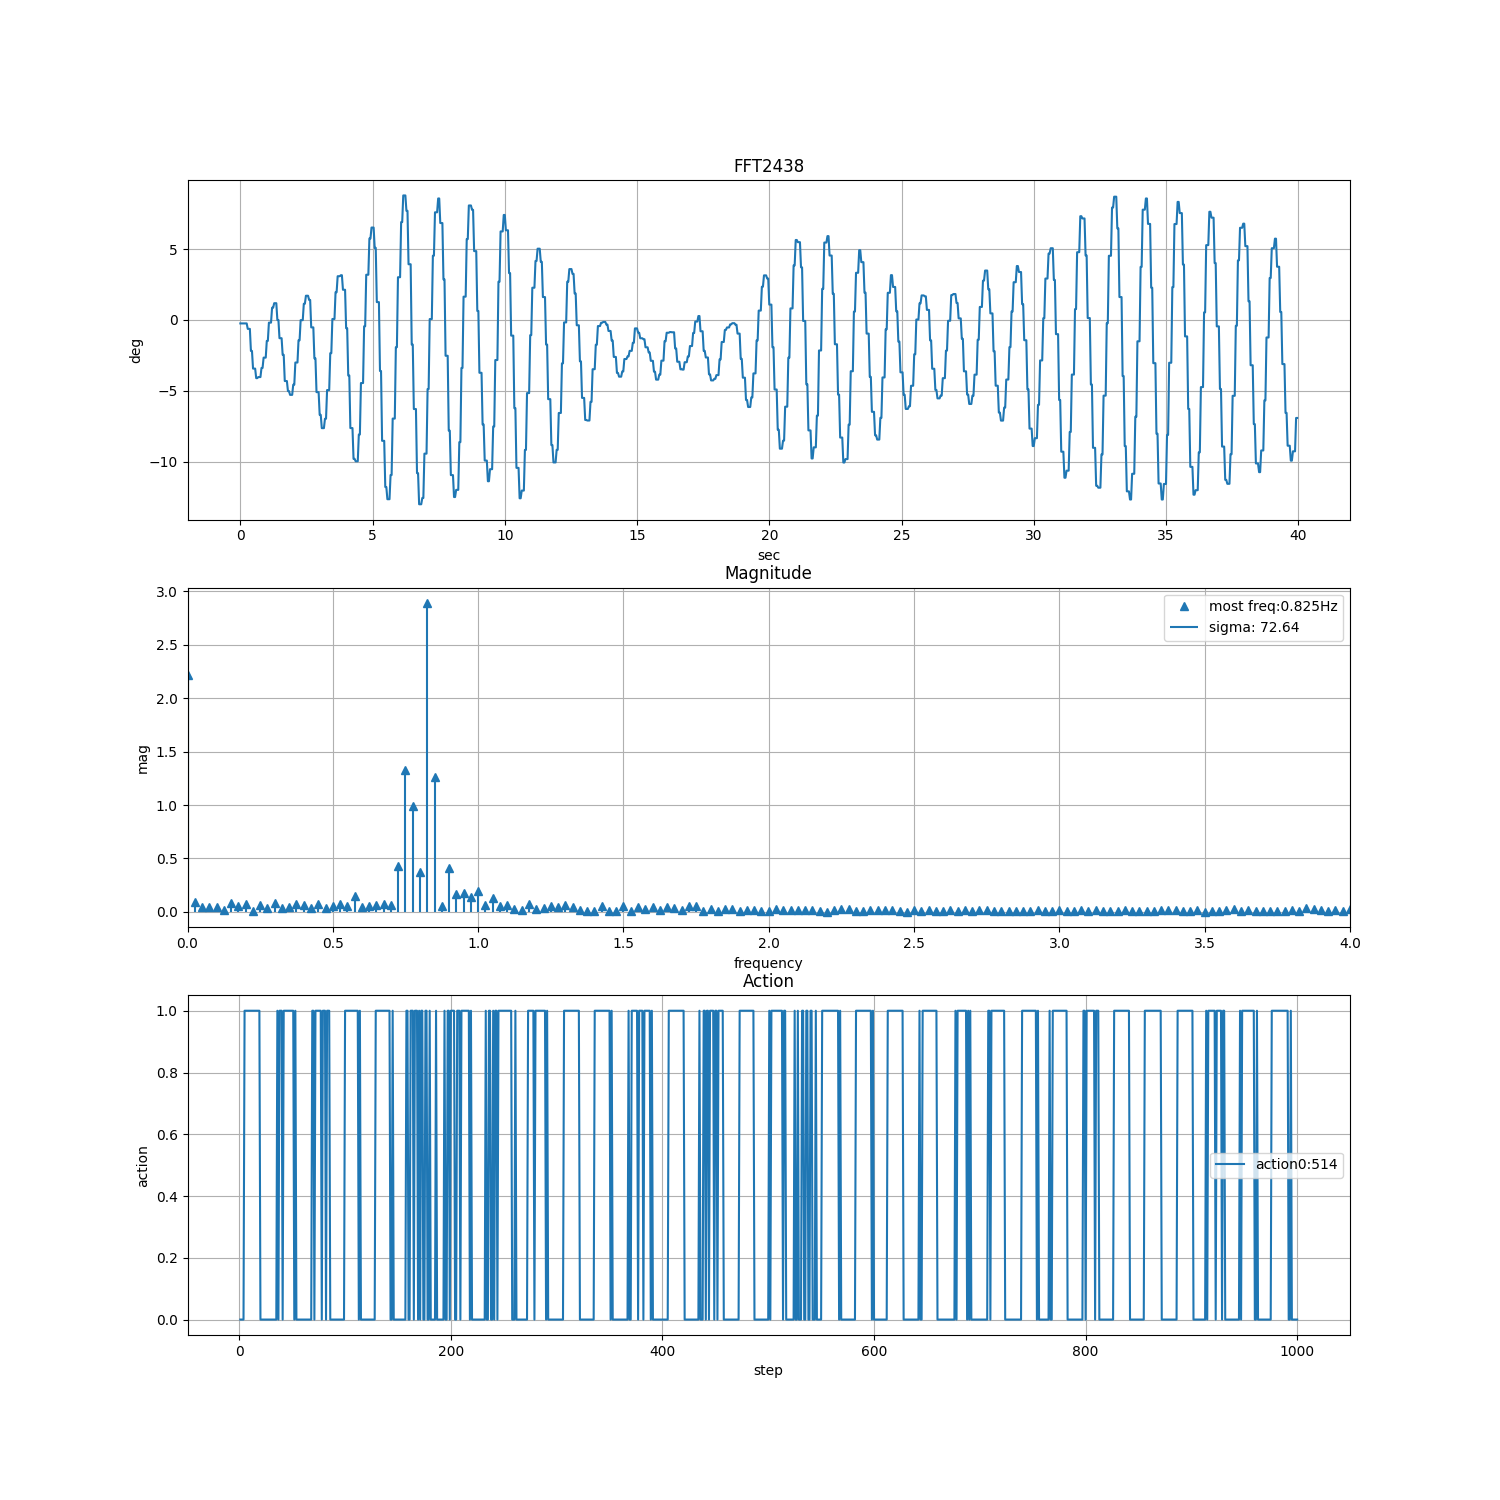 FFT2438
5
0
−5
−10
deg
0 5 10 15 20 25 30 35 40
sec
Magnitude
3.0
2.5
2.0
1.5
1.0
0.5
0.0
mag
most freq:0.825Hz
sigma: 72.64
0.0 0.5 1.0 1.5 2.0 2.5 3.0 3.5 4.0
frequency
Action
1.0
0.8
0.6
0.4
0.2
0.0
action
action0:514
0 200 400 600 800 1000
step